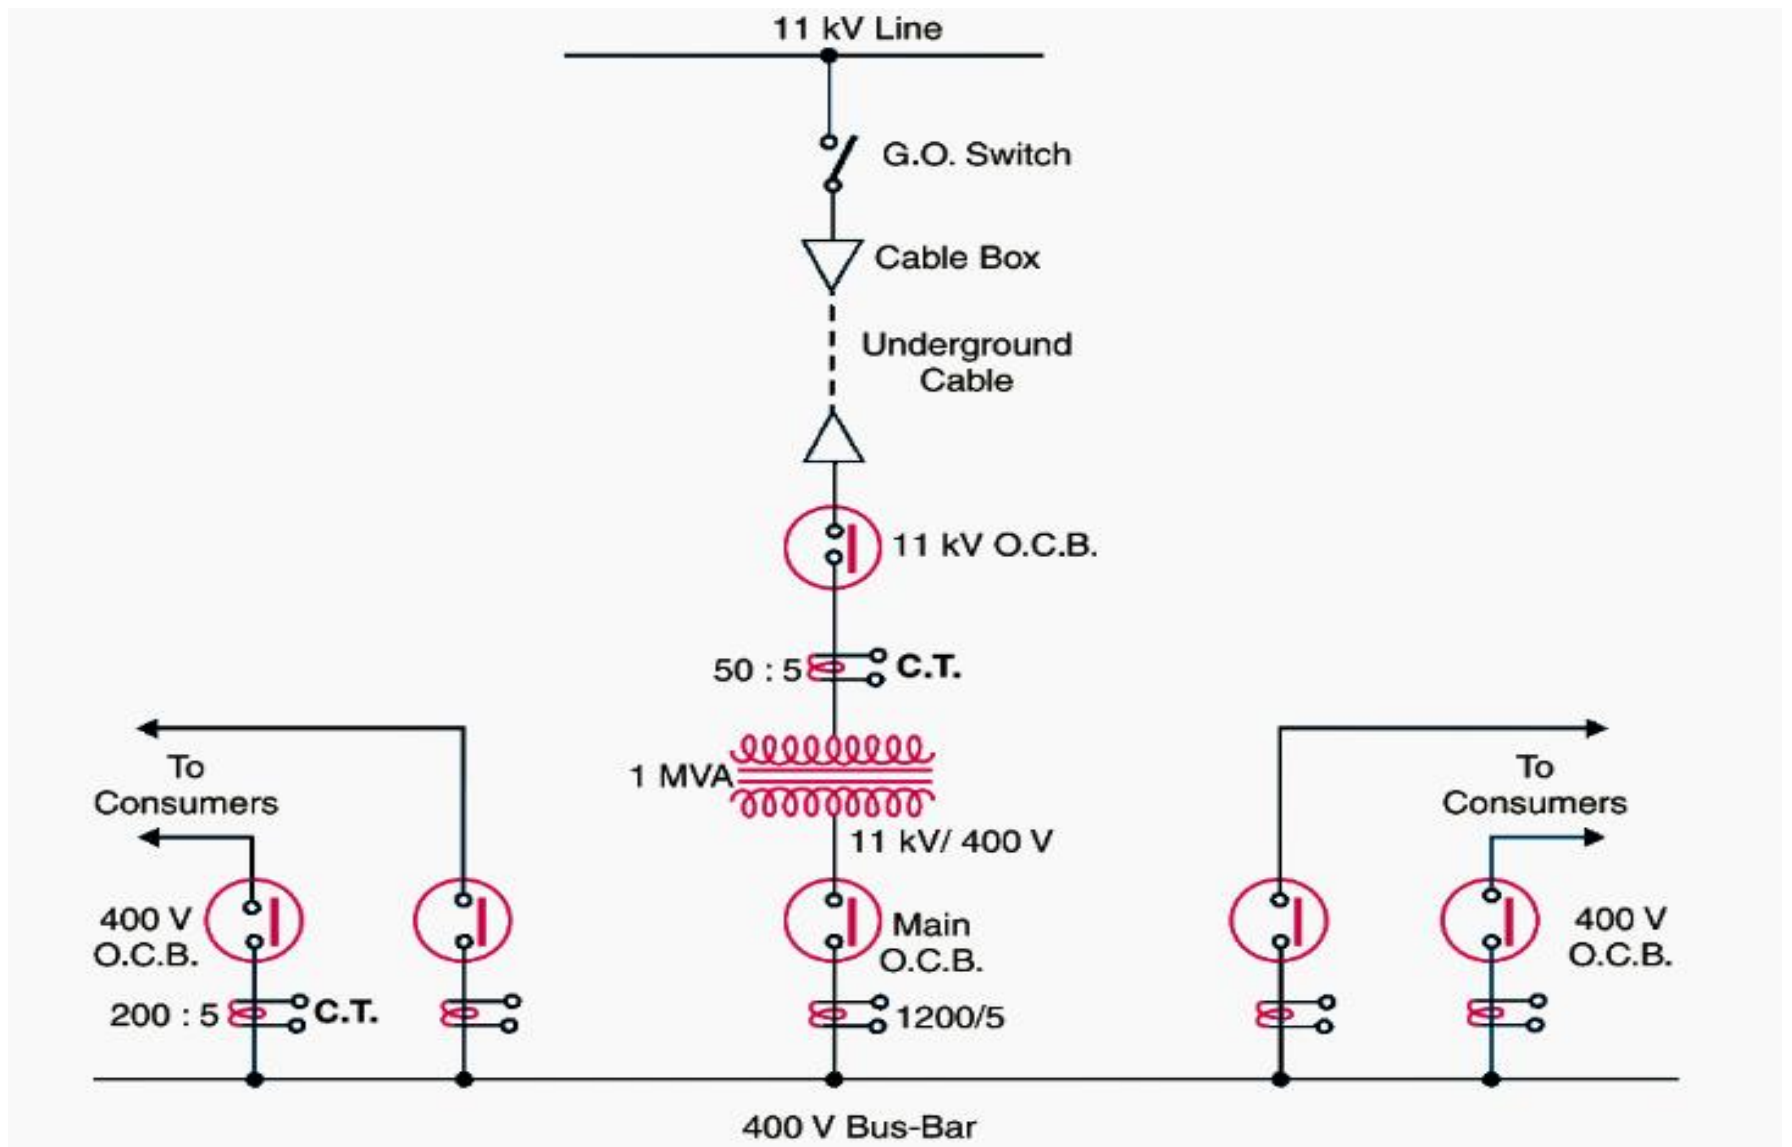 11 kV Line
G.O. Switch
Cable Box
Underground
Cable
11 kV O.C.B.
50 : 5
C.T.
1 MVA
11 kV/ 400 V
To
Consumers
To
Consumers
400 V
O.C.B.
Main
O.C.B.
400 V
O.C.B.
200 : 5
C.T.
1200/5
400 V Bus-Bar